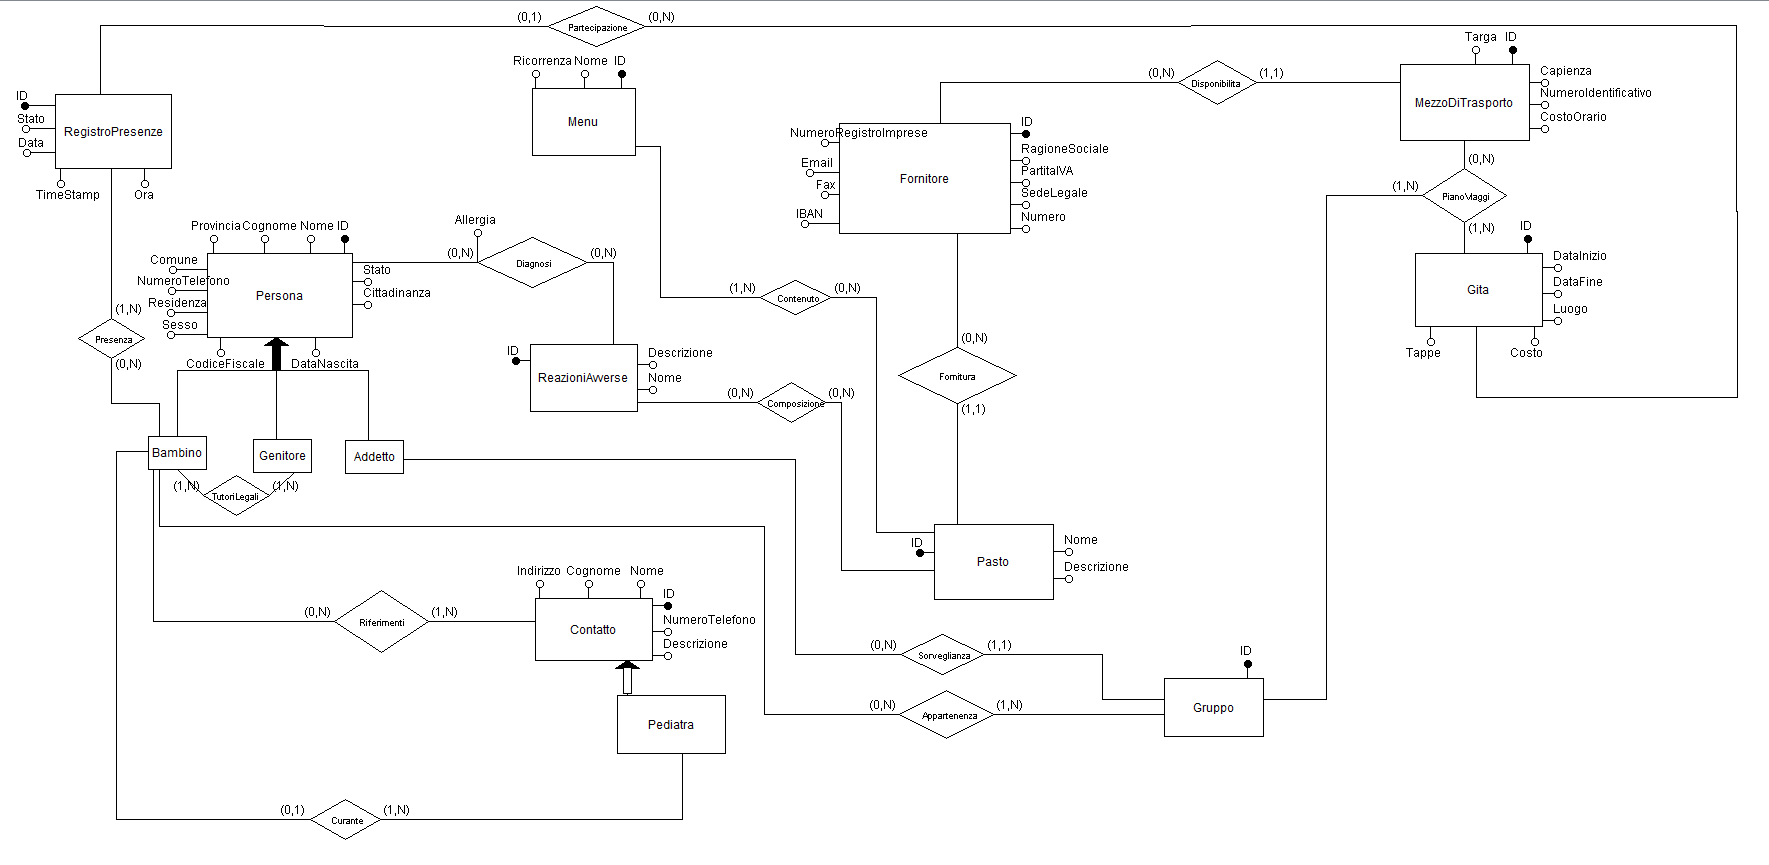 (0,1)
Partecipazione
(0,N)
Targa
ID
Ricorrenza
Nome
ID
(0,N)
Disponibilita
(1,1)
Capienza
NumeroIdentificativo
CostoOrario
MezzoDiTrasporto
ID
Stato
Data
RegistroPresenze
TimeStamp
Ora
Menu
NumeroRegistroImprese
Email
Fax
IBAN
Fornitore
ID
RagioneSociale
PartitaIVA
SedeLegale
Numero
(0,N)
(1,N)
PianoViaggi
(1,N)
Provincia
Cognome
Nome
ID
Allergia
(0,N)
Diagnosi
(0,N)
Comune
NumeroTelefono
Residenza
Sesso
Persona
Stato
Cittadinanza
CodiceFiscale
DataNascita
ID
DataInizio
DataFine
Luogo
Gita
Tappe
Costo
(1,N)
Contenuto
(0,N)
(1,N)
Presenza
(0,N)
ID
ReazioniAvverse
Descrizione
Nome
(0,N)
Fornitura
(1,1)
(0,N)
Composizione
(0,N)
Bambino
Genitore
Addetto
(1,N)
TutoriLegali
(1,N)
ID
Pasto
Nome
Descrizione
Indirizzo
Cognome
Nome
ID
(0,N)
Riferimenti
(1,N)
Contatto
NumeroTelefono
Descrizione
(0,N)
Sorveglianza
(1,1)
ID
Gruppo
Pediatra
(0,N)
Appartenenza
(1,N)
(0,1)
Curante
(1,N)